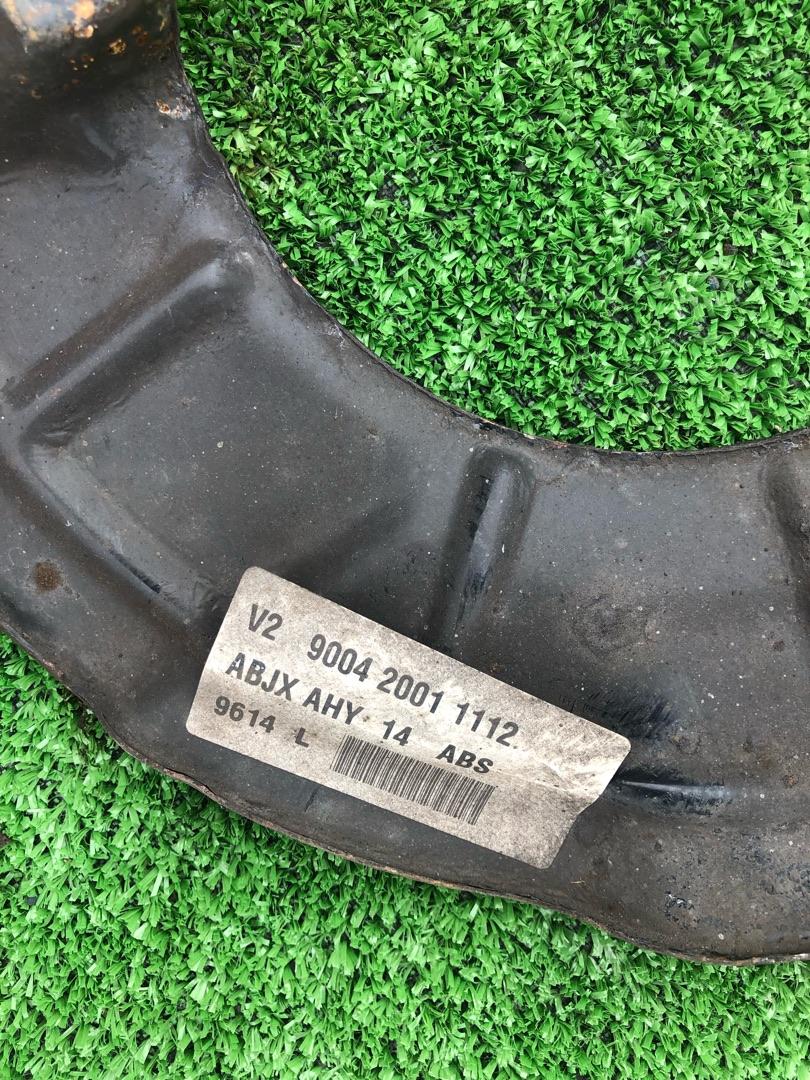 V2 9004 2001 1112
ABJX AHY 14 ABS
9614 L